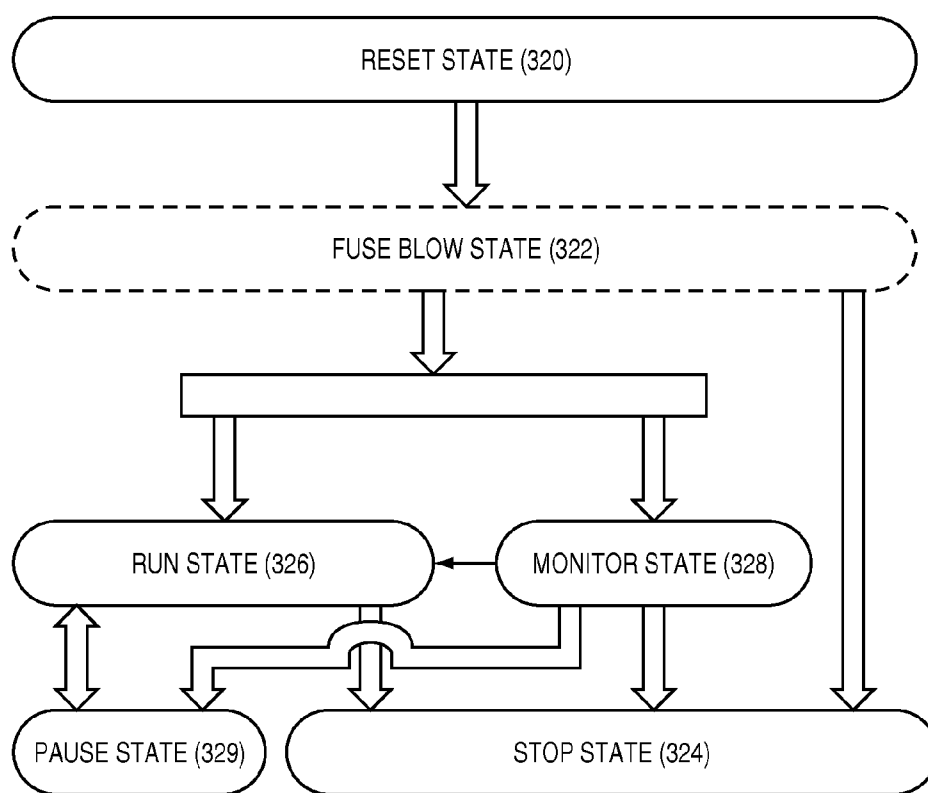 RESET STATE (320)
FUSE BLOW STATE (322)
RUN STATE (326)
MONITOR STATE (328)
PAUSE STATE (329)
STOP STATE (324)